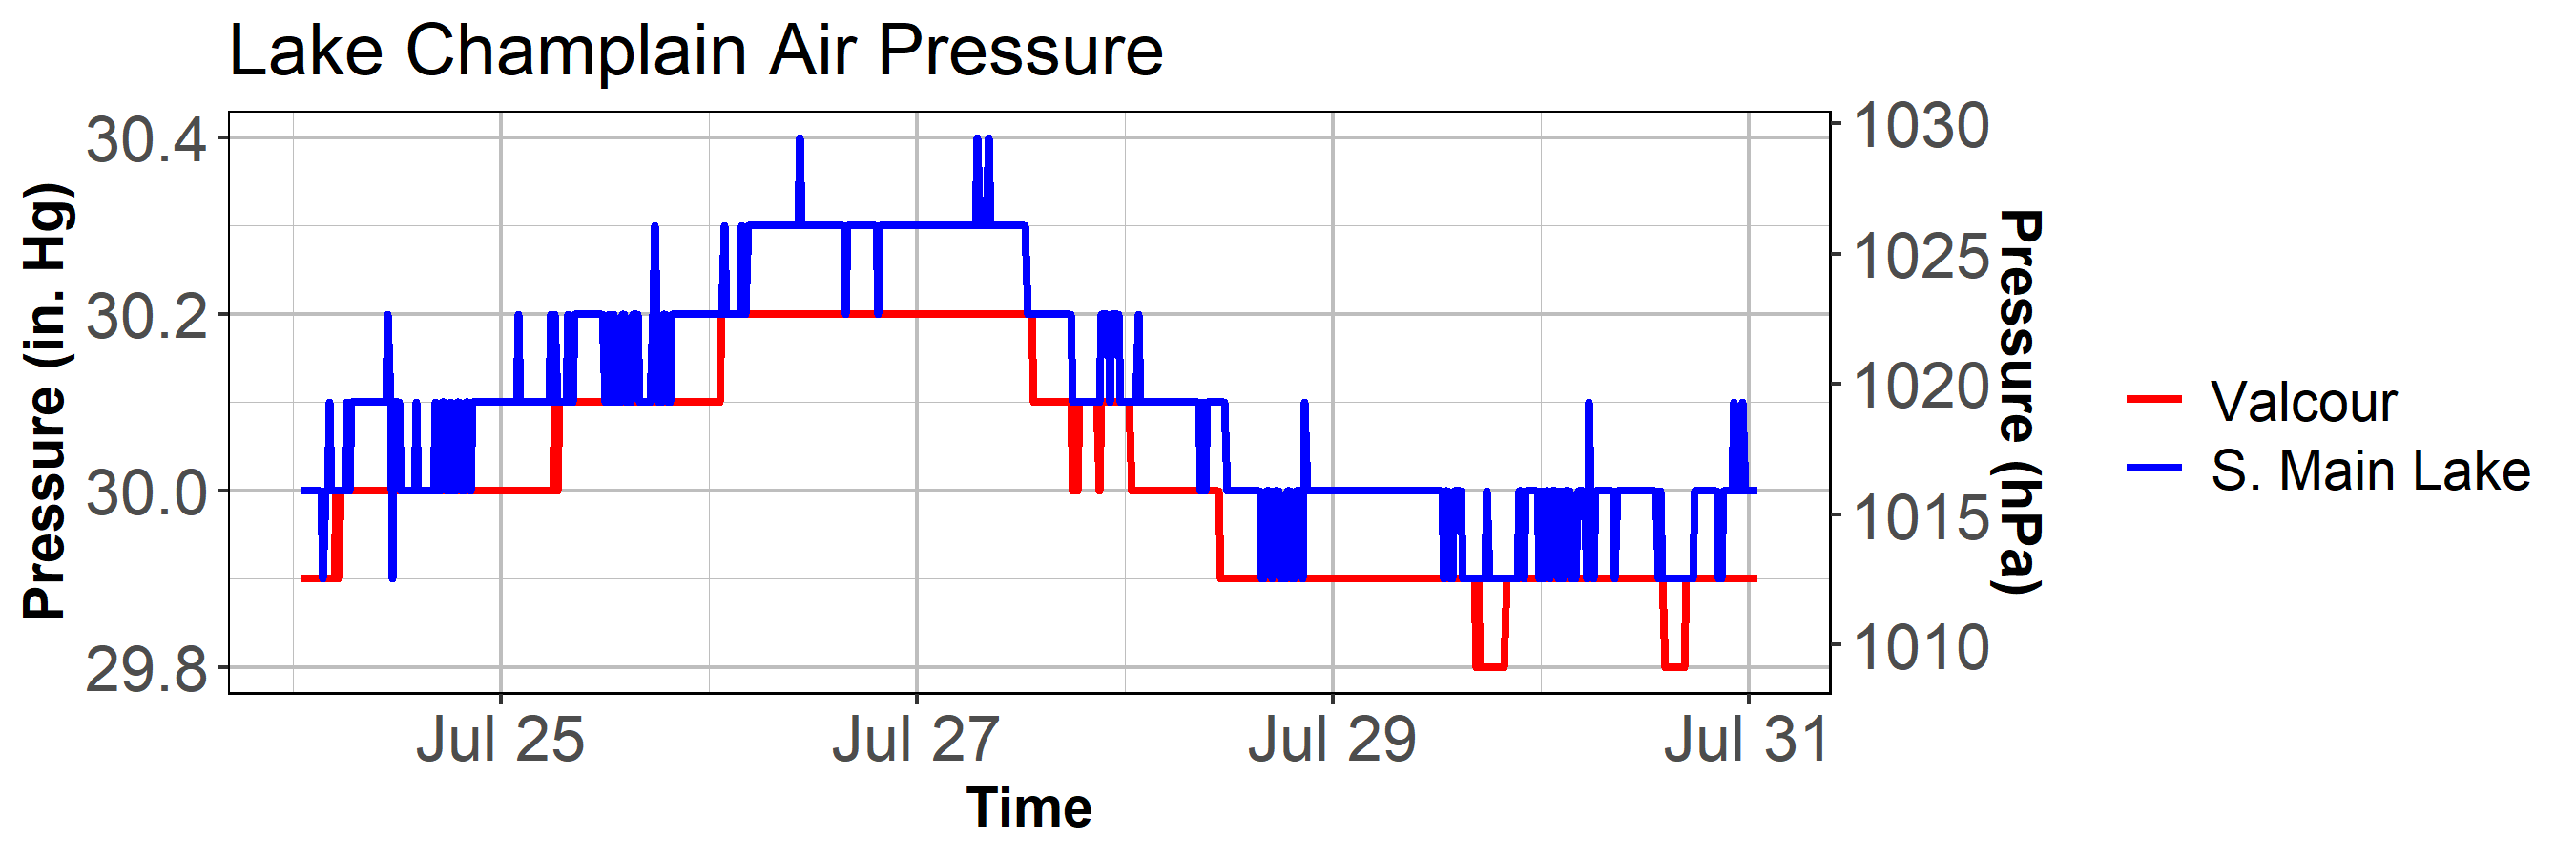 Lake Champlain Air Pressure
Pressure (in. Hg)
30.4
30.2
30.0
29.8
1030
1025
1020
1015
1010
Pressure (hPa)
Jul 25
Jul 27
Jul 29
Jul 31
Time
Valcour
S. Main Lake